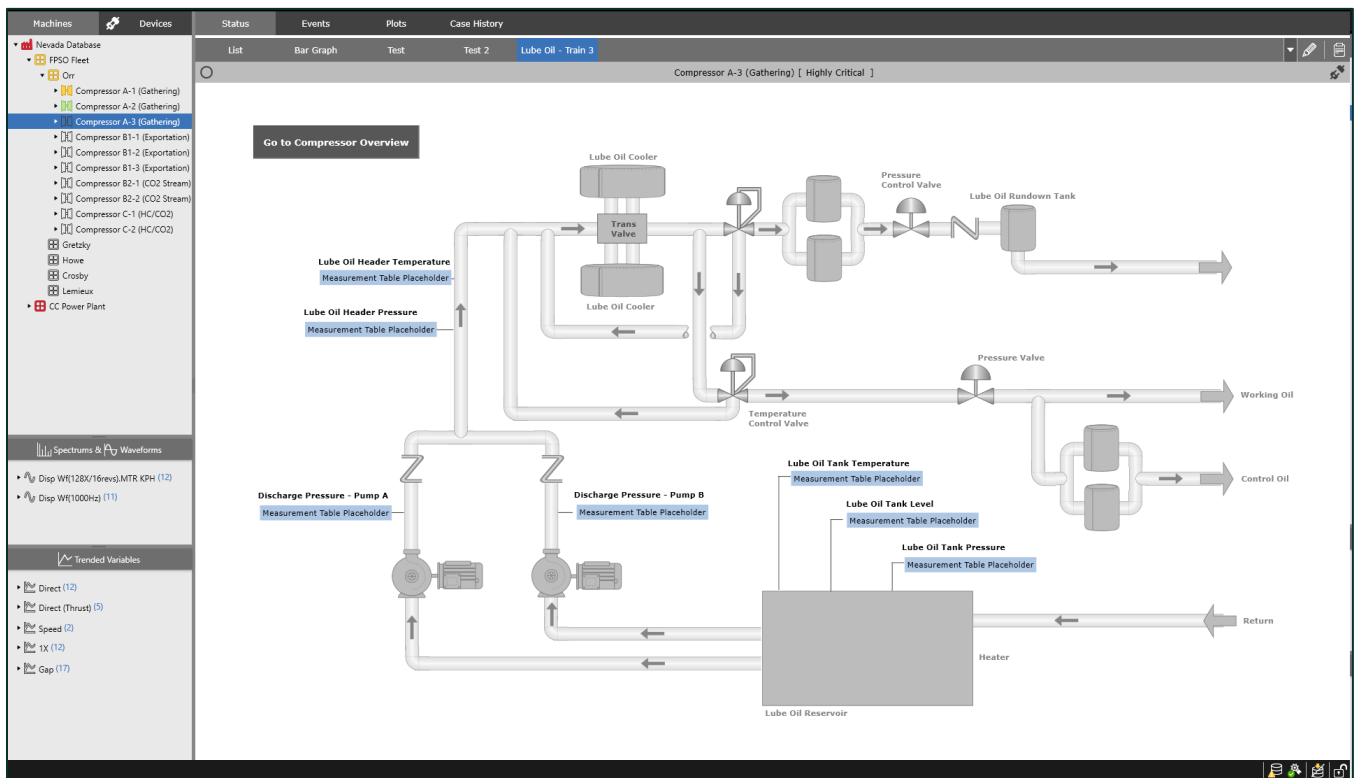 Machines
Devices
Status
Events
Plots
Case History
Nevada Database
FPSO Fleet
Orr
Compressor A-1 (Gathering)
Compressor A-2 (Gathering)
Compressor A-3 (Gathering)
Compressor B1-1 (Exportation)
Compressor B1-2 (Exportation)
Compressor B1-3 (Exportation)
Compressor B2-1 (CO2 Stream)
Compressor B2-2 (CO2 Stream)
Compressor C-1 (HC/CO2)
Compressor C-2 (HC/CO2)
Gretzky
Howe
Crosby
Lemieux
CC Power Plant
Spectrums & Waveforms
Disp Wf(128X/16revs).MTR KPH (12)
Disp Wf(1000Hz) (11)
Trended Variables
Direct (12)
Direct (Thrust) (5)
Speed (2)
1X (12)
Gap (17)
List
Bar Graph
Test
Test 2
Lube Oil - Train 3
Compressor A-3 (Gathering) [ Highly Critical ]
Go to Compressor Overview
Lube Oil Cooler
Trans
Valve
Lube Oil Cooler
Pressure
Control Valve
Lube Oil Rundown Tank
Lube Oil Header Temperature
Measurement Table Placeholder
Lube Oil Header Pressure
Measurement Table Placeholder
Pressure Valve
Working Oil
Temperature
Control Valve
Control Oil
Discharge Pressure - Pump A
Measurement Table Placeholder
Discharge Pressure - Pump B
Measurement Table Placeholder
Lube Oil Tank Temperature
Measurement Table Placeholder
Lube Oil Tank Level
Measurement Table Placeholder
Lube Oil Tank Pressure
Measurement Table Placeholder
Return
Heater
Lube Oil Reservoir